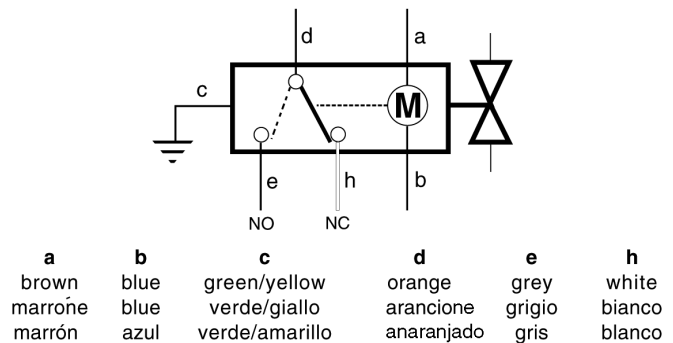 d
a
c
M
e
h
b
NO
NC
a b c d e h
brown blue green/yellow orange grey white
marrone blue verde/giallo arancione grigio bianco
marrón azul verde/amarillo anaranjado gris blanco